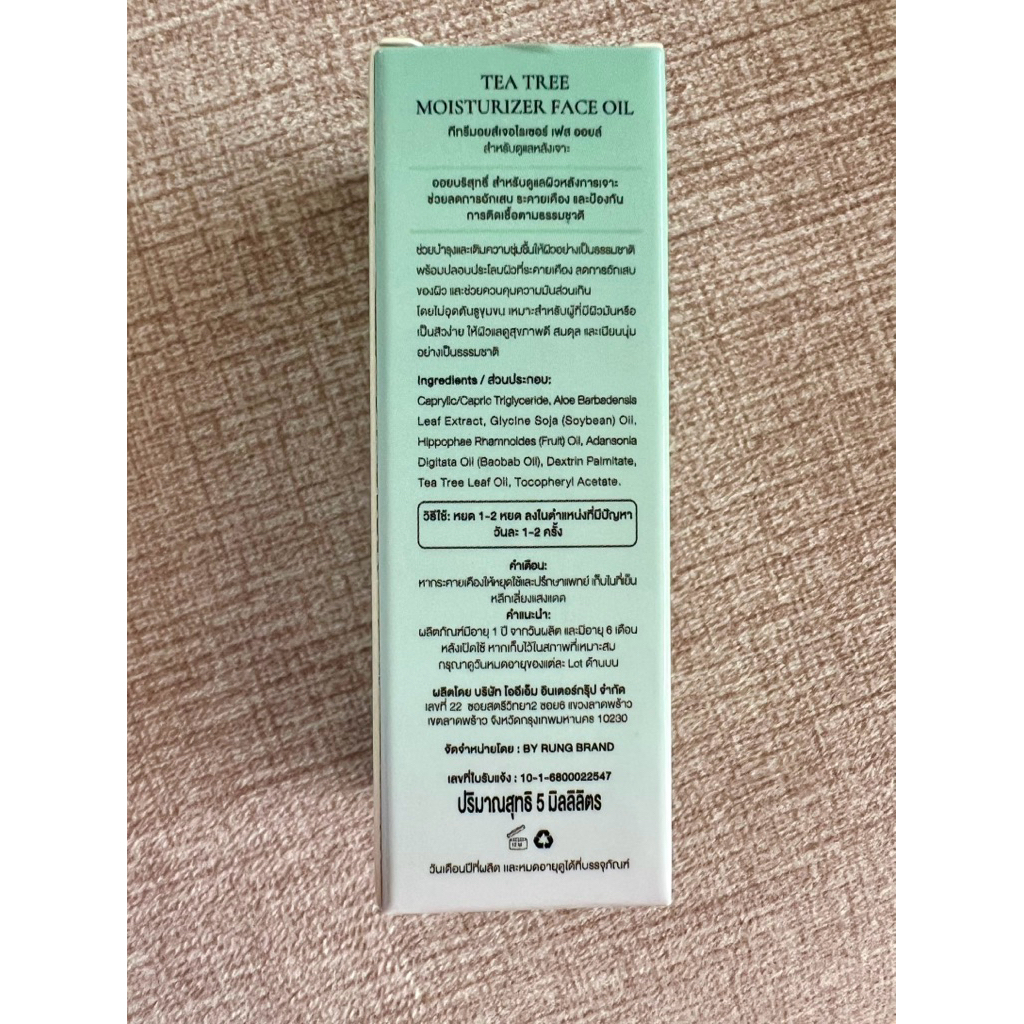 TEA TREE
MOISTURIZER FACE OIL
ทีทรีมอยส์เจอไรเซอร์ เฟส ออยล์
สำหรับดูแลหลังเจาะ
ออยบริสุทธิ์ สำหรับดูแลผิวหลังการเจาะ
ช่วยลดการอักเสบ ระคายเคือง และป้องกัน
การติดเชื้อตามธรรมชาติ
ช่วยบำรุงและเติมความชุ่มชื้นให้ผิวอย่างเป็นธรรมชาติ
พร้อมปลอบประโลมผิวที่ระคายเคือง ลดการอักเสบ
ของผิว และช่วยควบคุมความมันส่วนเกิน
โดยไม่อุดตันรูขุมขน เหมาะสำหรับผู้ที่มีผิวมันหรือ
เป็นสิวง่าย ให้ผิวแลดูสุขภาพดี สมดุล และเนียนนุ่ม
อย่างเป็นธรรมชาติ
Ingredients / ส่วนประกอบ:
Caprylic/Capric Triglyceride, Aloe Barbadensis
Leaf Extract, Glycine Soja (Soybean) Oil,
Hippophae Rhamnoides (Fruit) Oil, Adansonia
Digitata Oil (Baobab Oil), Dextrin Palmitate,
Tea Tree Leaf Oil, Tocopheryl Acetate.
วิธีใช้: หยด 1-2 หยด ลงในตำแหน่งที่มีปัญหา
วันละ 1-2 ครั้ง
คำเตือน:
หากระคายเคืองให้หยุดใช้และปรึกษาแพทย์ เก็บในที่เย็น
หลีกเลี่ยงแสงแดด
คำแนะนำ:
ผลิตภัณฑ์มีอายุ 1 ปี จากวันผลิต และมีอายุ 6 เดือน
หลังเปิดใช้ หากเก็บไว้ในสภาพที่เหมาะสม
กรุณาดูวันหมดอายุของแต่ละ Lot ด้านบน
ผลิตโดย บริษัท โออีเอ็ม อินเตอร์กรุ๊ป จำกัด
เลขที่ 22 ซอยสตรีวิทยา2 ซอย6 แขวงลาดพร้าว
เขตลาดพร้าว จังหวัดกรุงเทพมหานคร 10230
จัดจำหน่ายโดย : BY RUNG BRAND
เลขที่ใบรับแจ้ง : 10-1-6800022547
ปริมาณสุทธิ 5 มิลลิลิตร
วันเดือนปีที่ผลิต และหมดอายุดูได้ที่บรรจุภัณฑ์